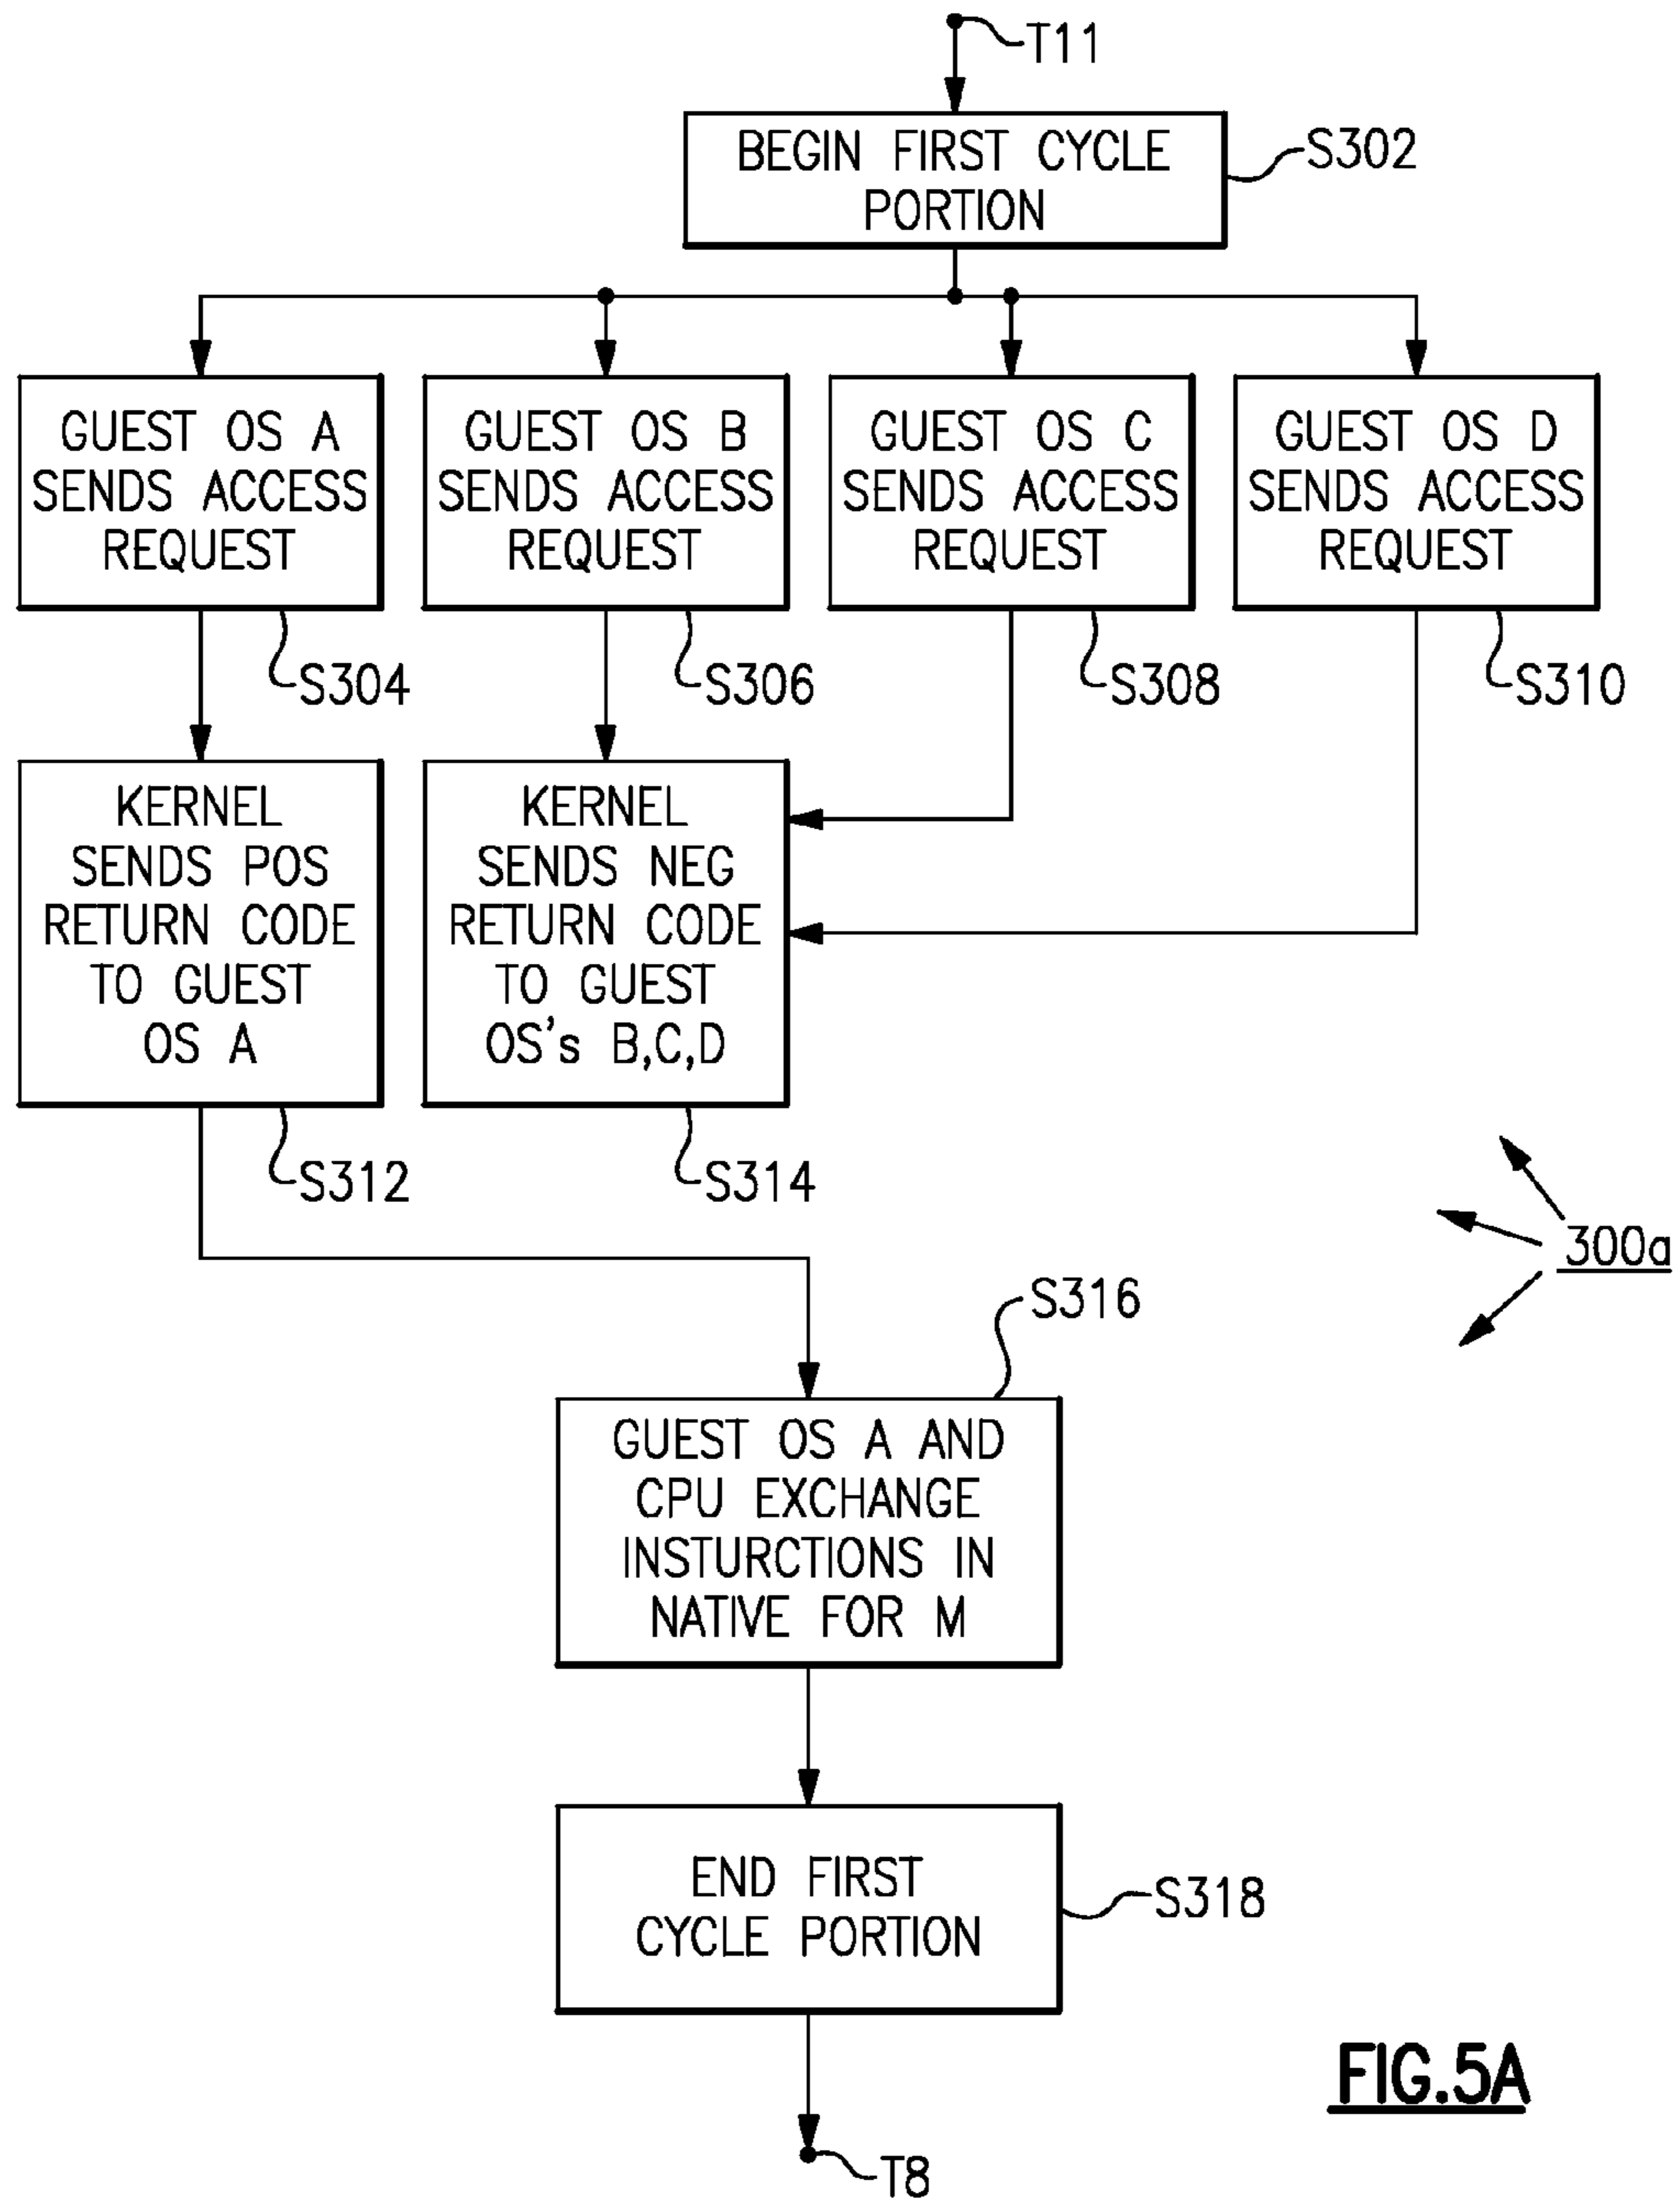 T11
BEGIN FIRST CYCLE
PORTION
S302
GUEST OS A
SENDS ACCESS
REQUEST
S304
GUEST OS B
SENDS ACCESS
REQUEST
S306
GUEST OS C
SENDS ACCESS
REQUEST
S308
GUEST OS D
SENDS ACCESS
REQUEST
S310
KERNEL
SENDS POS
RETURN CODE
TO GUEST
OS A
S312
KERNEL
SENDS NEG
RETURN CODE
TO GUEST
OS's B,C,D
S314
300a
S316
GUEST OS A AND
CPU EXCHANGE
INSTURCTIONS IN
NATIVE FOR M
END FIRST
CYCLE PORTION
S318
T8
FIG.5A